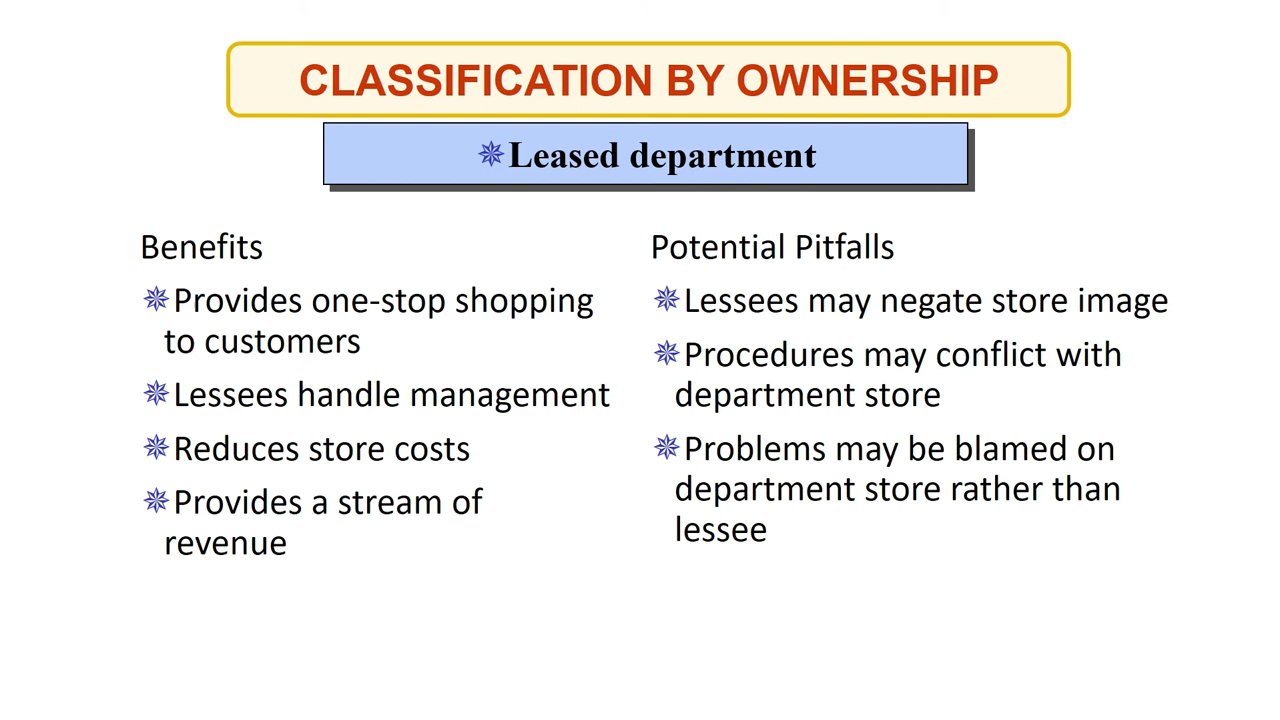 CLASSIFICATION BY OWNERSHIP
✵Leased department
Benefits
✵Provides one-stop shopping
to customers
✵Lessees handle management
✵Reduces store costs
✵Provides a stream of
revenue
Potential Pitfalls
✵Lessees may negate store image
✵Procedures may conflict with
department store
✵Problems may be blamed on
department store rather than
lessee